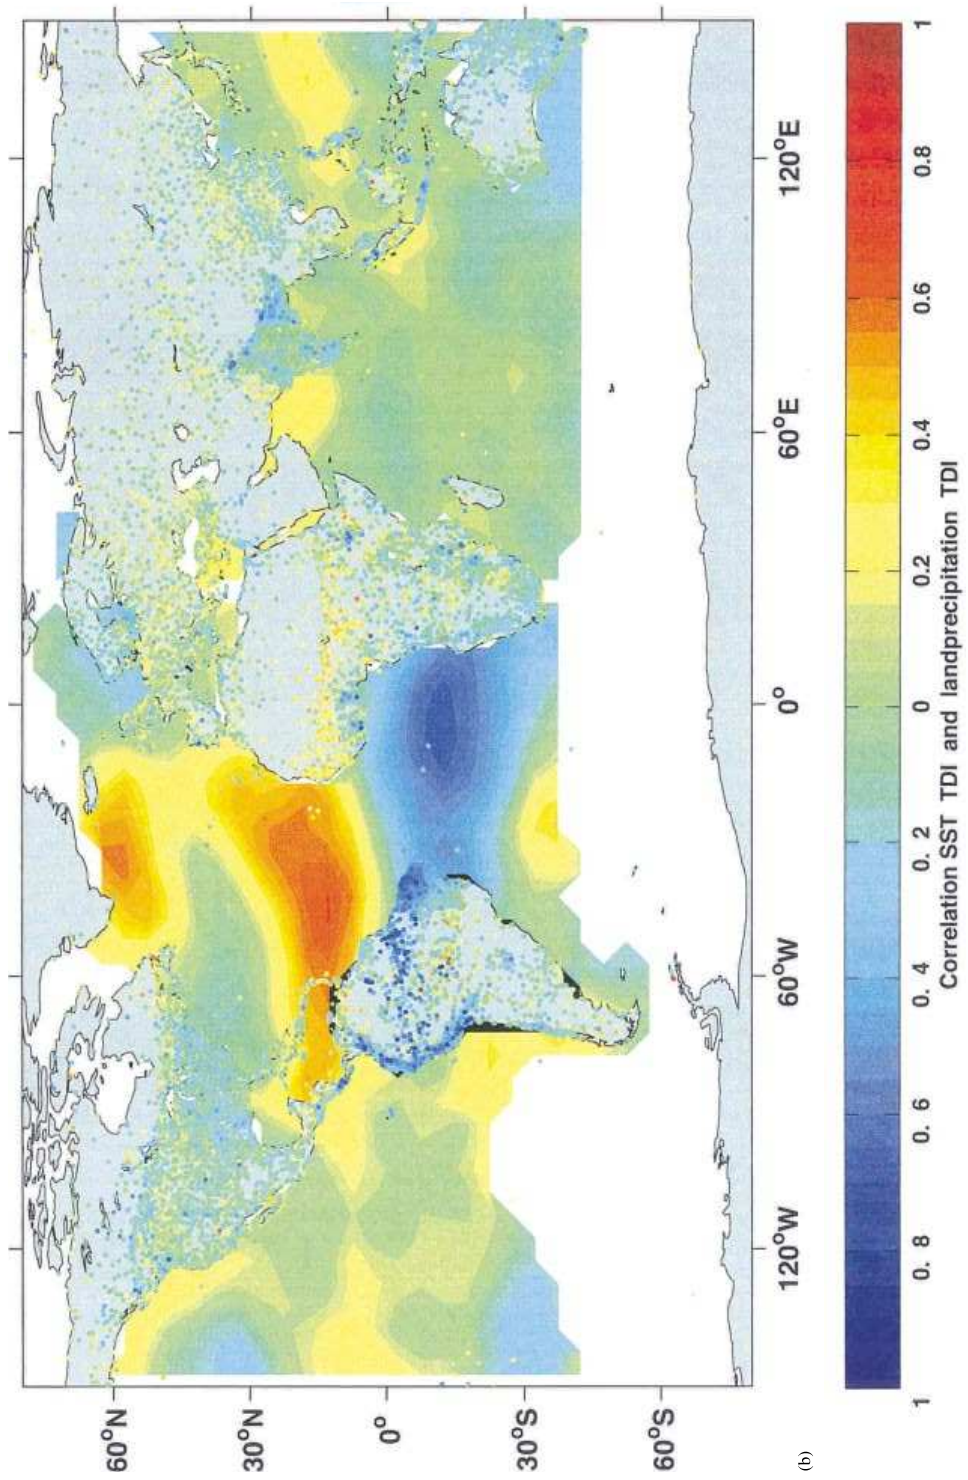 60°N
30°N
0°
30°S
60°S
120°W
60°W
0°
60°E
120°E
1
0. 8
0. 6
0. 4
0. 2
0
0.2
0.4
0.6
0.8
1
Correlation SST TDI and landprecipitation TDI
(b)